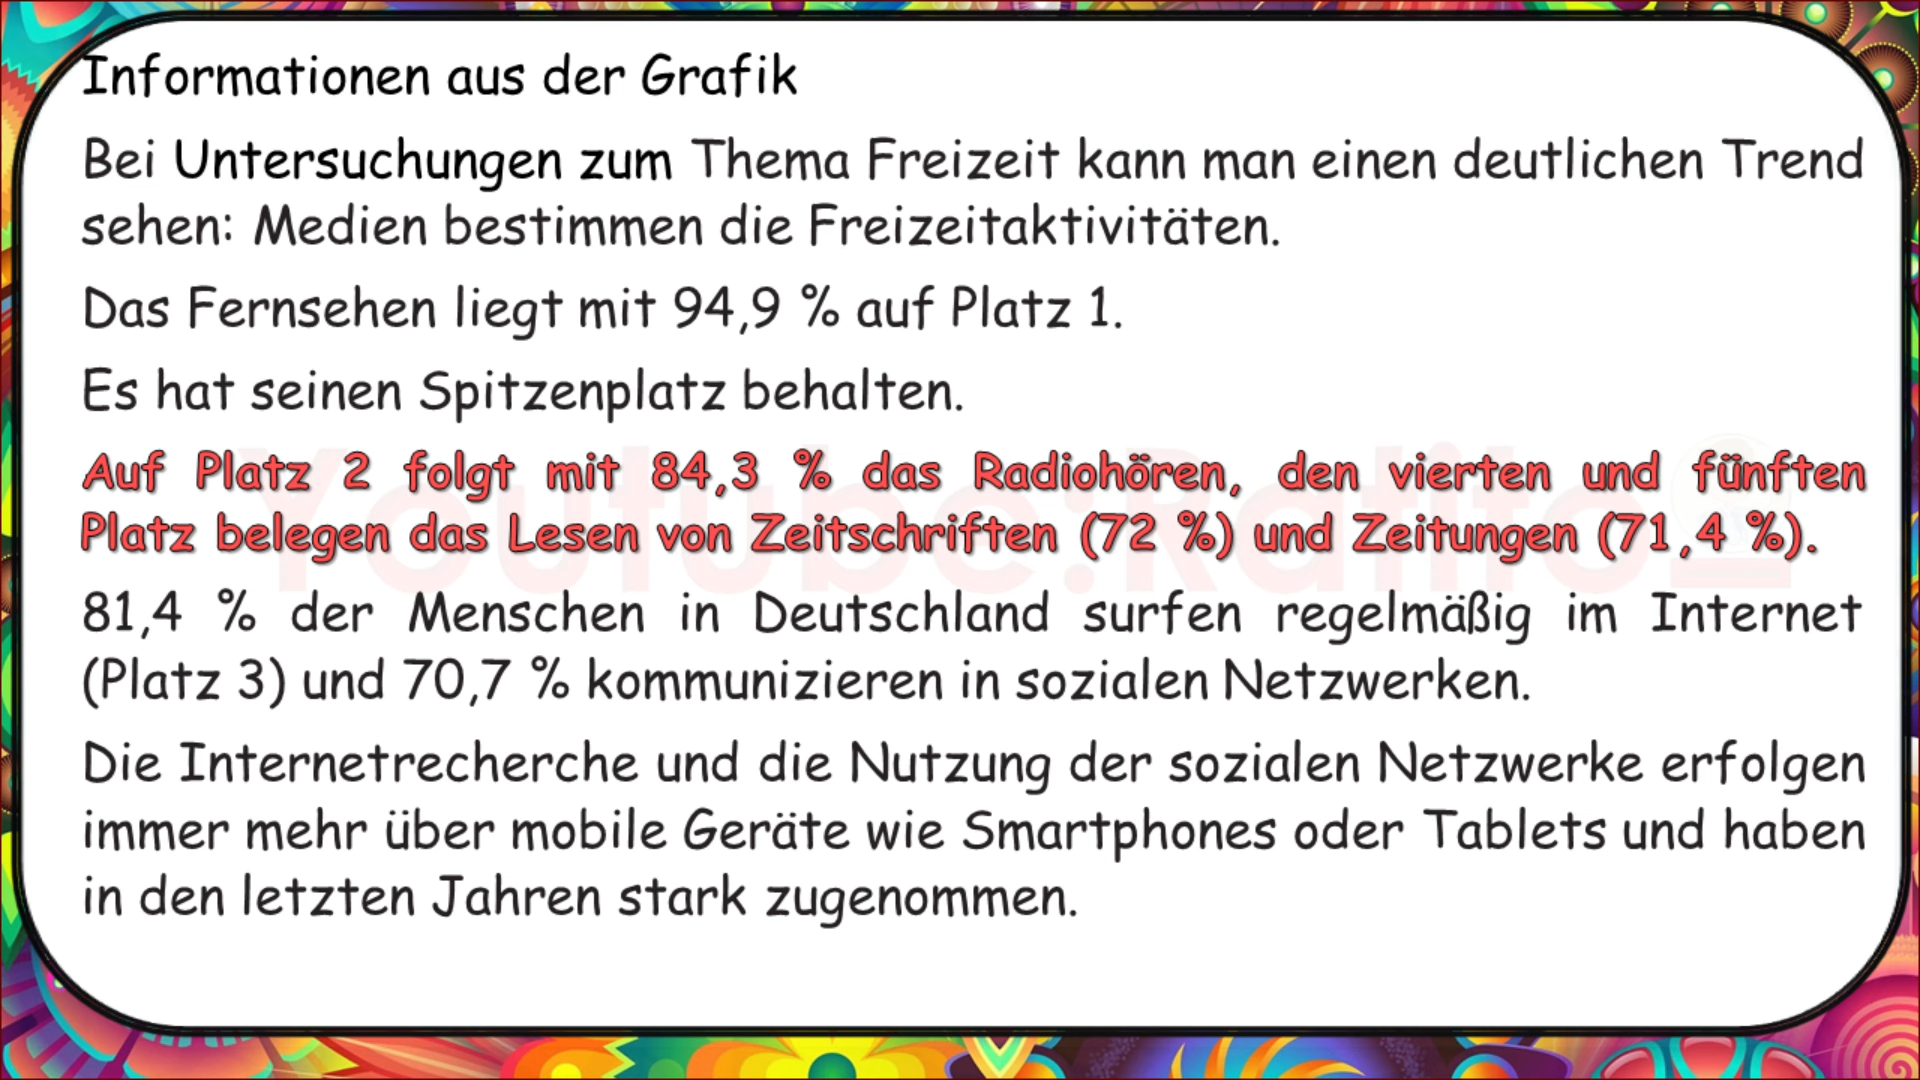 Informationen aus der Grafik
Bei Untersuchungen zum Thema Freizeit kann man einen deutlichen Trend
sehen: Medien bestimmen die Freizeitaktivitäten.
Das Fernsehen liegt mit 94,9 % auf Platz 1.
Es hat seinen Spitzenplatz behalten.
Auf Platz 2 folgt mit 84,3 % das Radiohören, den vierten und fünften
Platz belegen das Lesen von Zeitschriften (72 %) und Zeitungen (71,4 %).
81,4 % der Menschen in Deutschland surfen regelmäßig im Internet
(Platz 3) und 70,7 % kommunizieren in sozialen Netzwerken.
Die Internetrecherche und die Nutzung der sozialen Netzwerke erfolgen
immer mehr über mobile Geräte wie Smartphones oder Tablets und haben
in den letzten Jahren stark zugenommen.